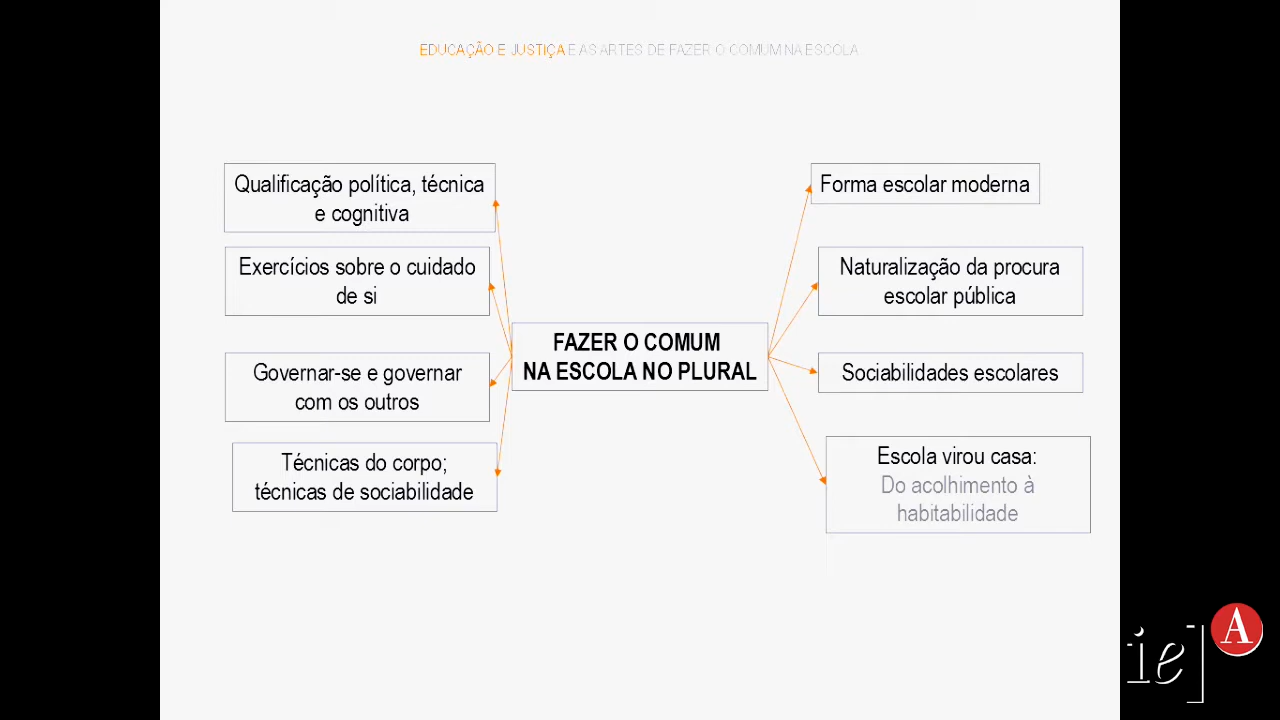 EDUCAÇÃO E JUSTIÇA E AS ARTES DE FAZER O COMUM NA ESCOLA
Qualificação política, técnica
e cognitiva
Exercícios sobre o cuidado
de si
Governar-se e governar
com os outros
Técnicas do corpo;
técnicas de sociabilidade
FAZER O COMUM
NA ESCOLA NO PLURAL
Forma escolar moderna
Naturalização da procura
escolar pública
Sociabilidades escolares
Escola virou casa:
Do acolhimento à
habitabilidade
ie] A